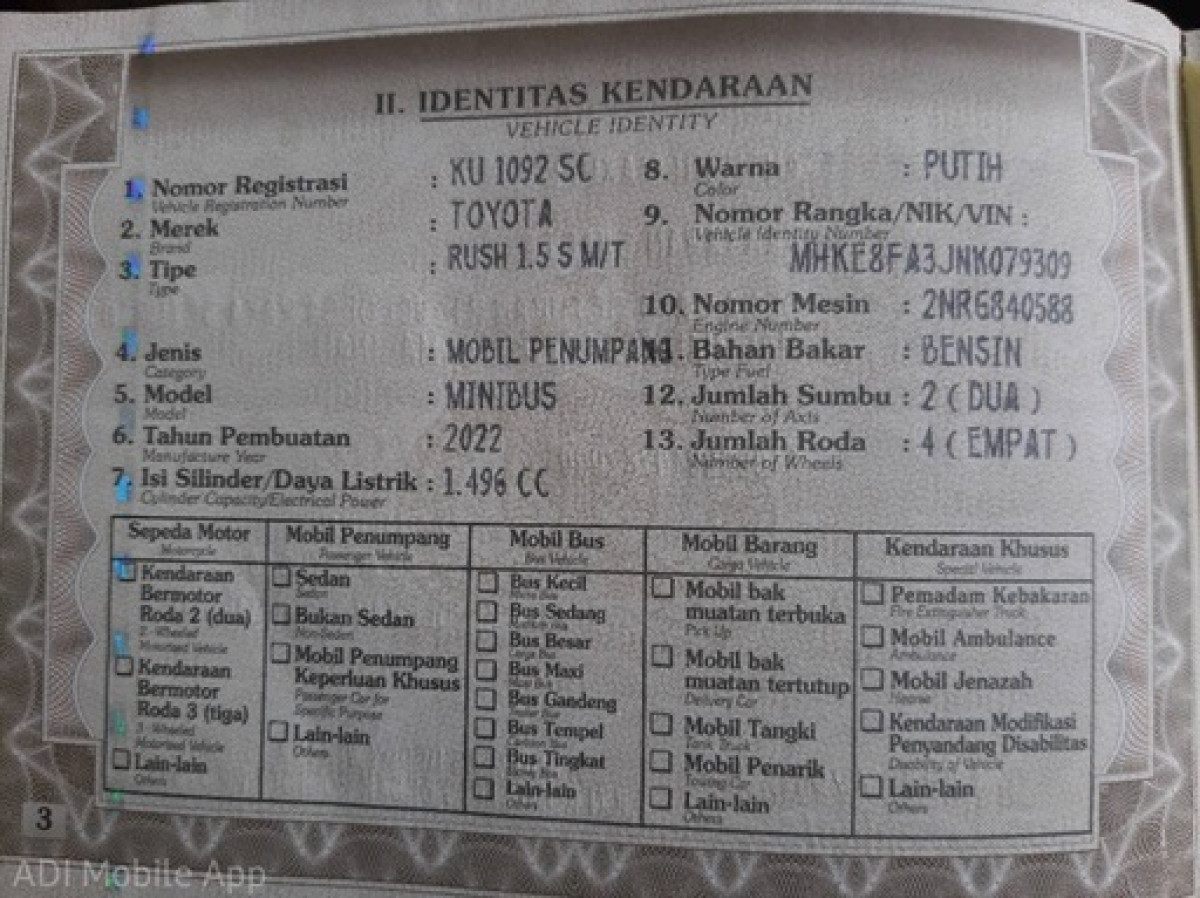 II. IDENTITAS KENDARAAN
VEHICLE IDENTITY
1. Nomor Registrasi : KU 1092 SC
Vehicle Registration Number
2. Merek : TOYOTA
Brand
3. Tipe : RUSH 1.5 S M/T
Type
4. Jenis : MOBIL PENUMPANG
Category
5. Model : MINIBUS
Model
6. Tahun Pembuatan : 2022
Manufacture Year
7. Isi Silinder/Daya Listrik : 1.496 CC
Cylinder Capacity/Electrical Power
8. Warna : PUTIH
Color
9. Nomor Rangka/NIK/VIN :
Vehicle Identity Number
MHKE8FA3JNK079309
10. Nomor Mesin : 2NR6840588
Engine Number
11. Bahan Bakar : BENSIN
Type Fuel
12. Jumlah Sumbu : 2 ( DUA )
Number of Axis
13. Jumlah Roda : 4 ( EMPAT )
Number of Wheels
Sepeda Motor
Motorcycle
Kendaraan
Bermotor
Roda 2 (dua)
2 Wheeled
Motorized Vehicle
Kendaraan
Bermotor
Roda 3 (tiga)
3 Wheeled
Motorized Vehicle
Lain-lain
Others
Mobil Penumpang
Passenger Vehicle
Sedan
Sedan
Bukan Sedan
Non-Sedan
Mobil Penumpang
Keperluan Khusus
Passenger Car for
Specific Purpose
Lain-lain
Others
Mobil Bus
Bus Vehicle
Bus Kecil
Bus Sedang
Bus Besar
Large Bus
Bus Maxi
Maxi Bus
Bus Gandeng
Bus Tempel
Bus Tingkat
Lain-lain
Others
Mobil Barang
Cargo Vehicle
Mobil bak
muatan terbuka
Pick Up
Mobil bak
muatan tertutup
Delivery Car
Mobil Tangki
Tank Truck
Mobil Penarik
Towing Car
Lain-lain
Others
Kendaraan Khusus
Special Vehicle
Pemadam Kebakaran
Fire Extinguisher Truck
Mobil Ambulance
Ambulance
Mobil Jenazah
Hearse
Kendaraan Modifikasi
Penyandang Disabilitas
Disability of Vehicle
Lain-lain
Others
3
ADI Mobile App